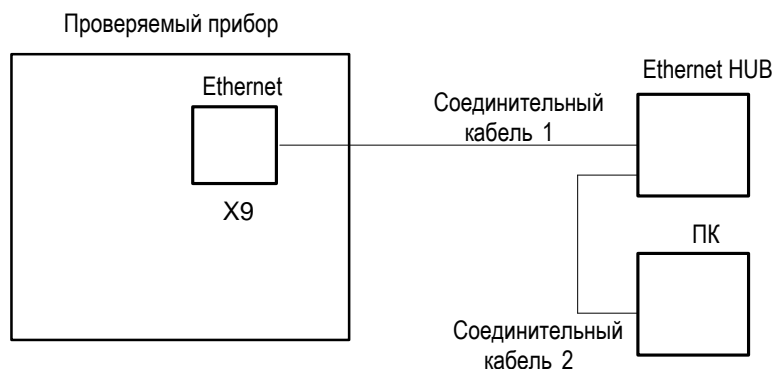 Проверяемый прибор
Ethernet
Ethernet HUB
Соединительный
кабель 1
X9
ПК
Соединительный
кабель 2